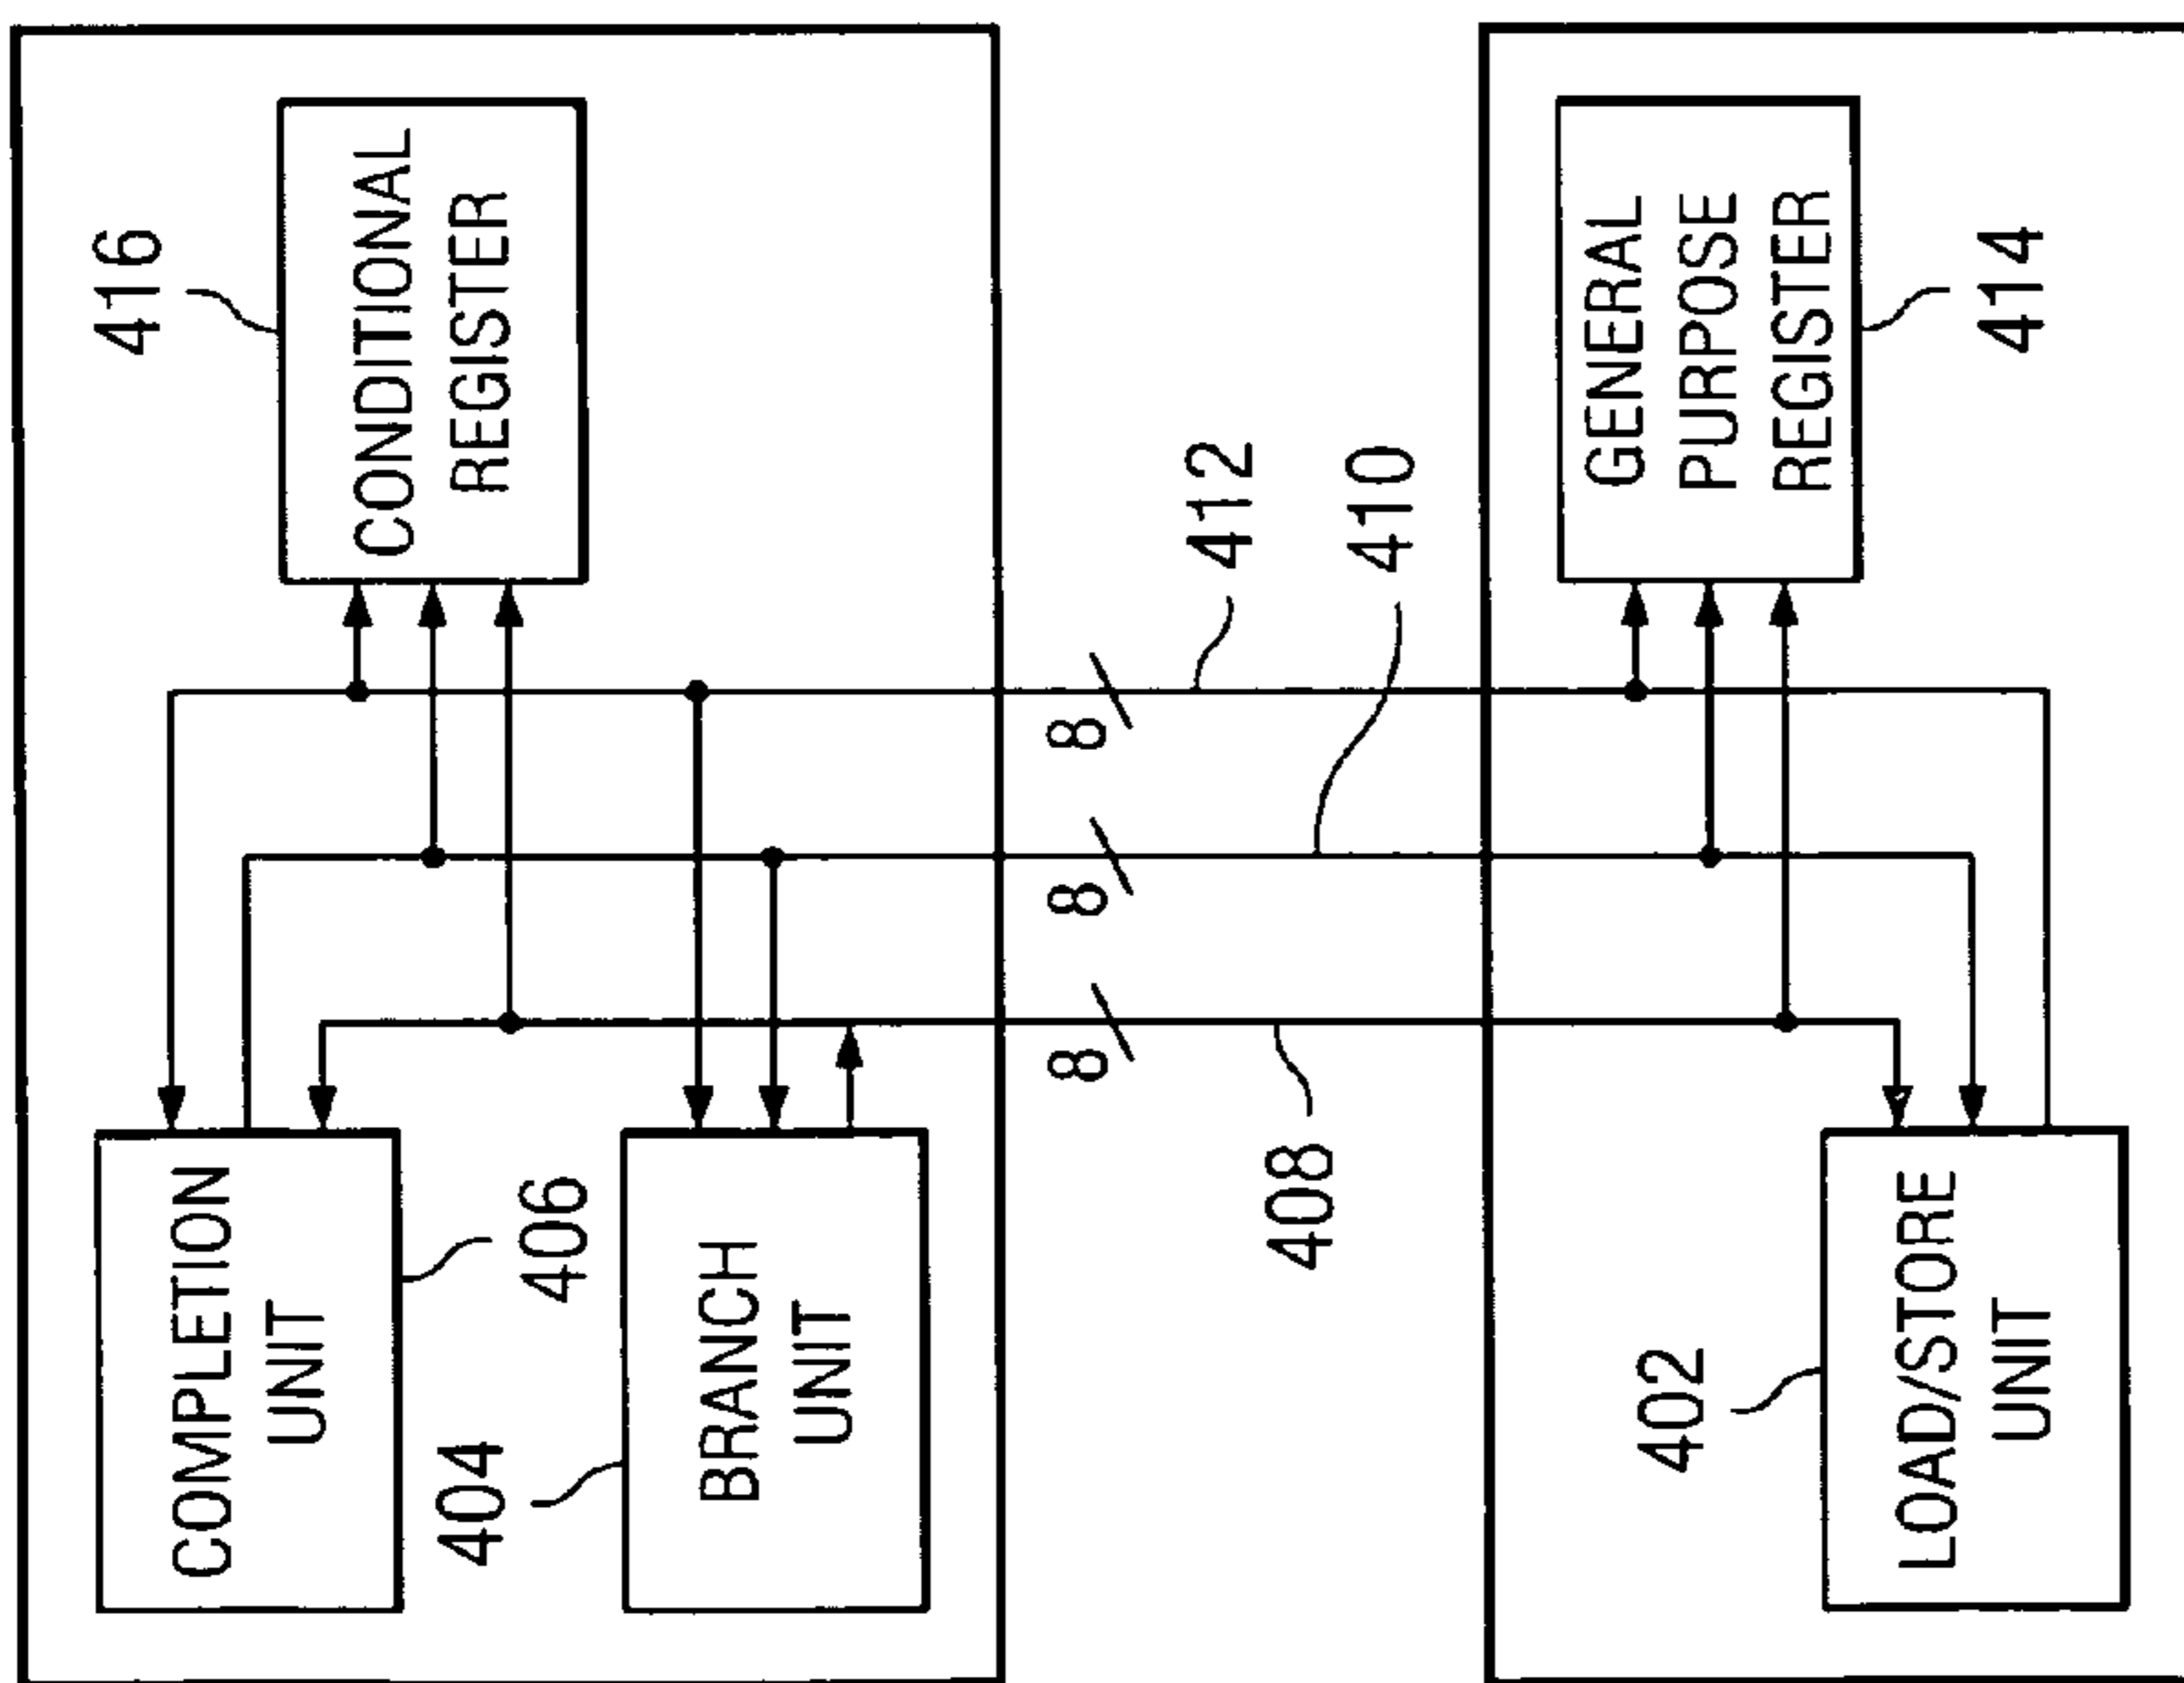 416
CONDITIONAL
REGISTER
GENERAL
PURPOSE
REGISTER
414
412
410
8
8
8
408
COMPLETION
UNIT
406
404
BRANCH
UNIT
402
LOAD/STORE
UNIT